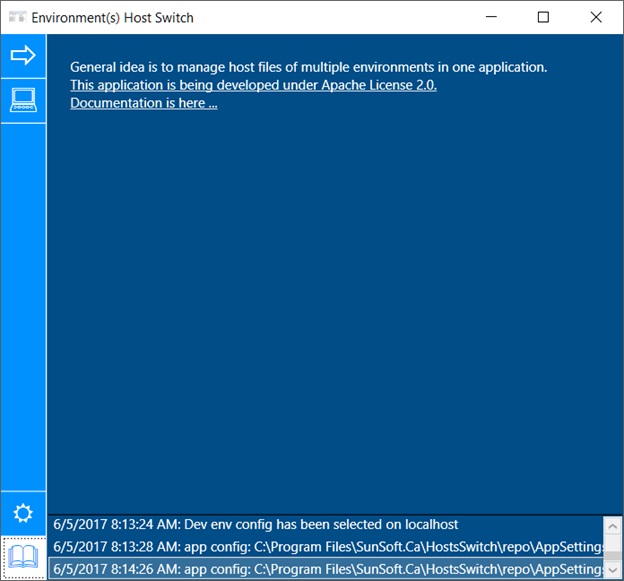 Environment(s) Host Switch
General idea is to manage host files of multiple environments in one application.
This application is being developed under Apache License 2.0.
Documentation is here ...
6/5/2017 8:13:24 AM: Dev env config has been selected on localhost
6/5/2017 8:13:28 AM: app config: C:\Program Files\SunSoft.Ca\HostsSwitch\repo\AppSettings
6/5/2017 8:14:26 AM: app config: C:\Program Files\SunSoft.Ca\HostsSwitch\repo\AppSettings